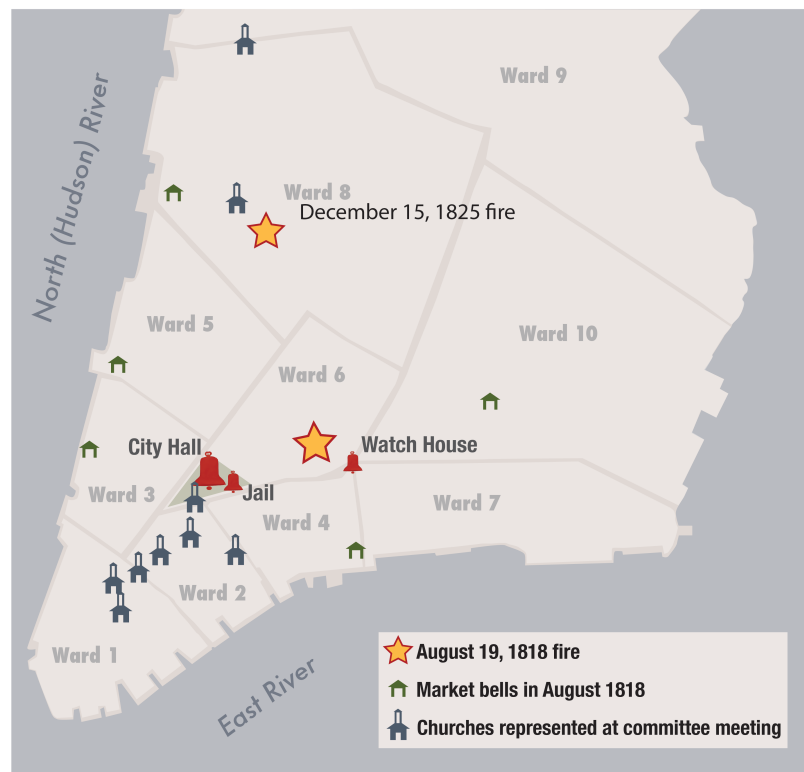 Ward 9
North (Hudson) River
Ward 8
December 15, 1825 fire
Ward 5
Ward 10
Ward 6
City Hall
Watch House
Ward 3
Jail
Ward 7
Ward 4
Ward 2
Ward 1
East River
August 19, 1818 fire
Market bells in August 1818
Churches represented at committee meeting